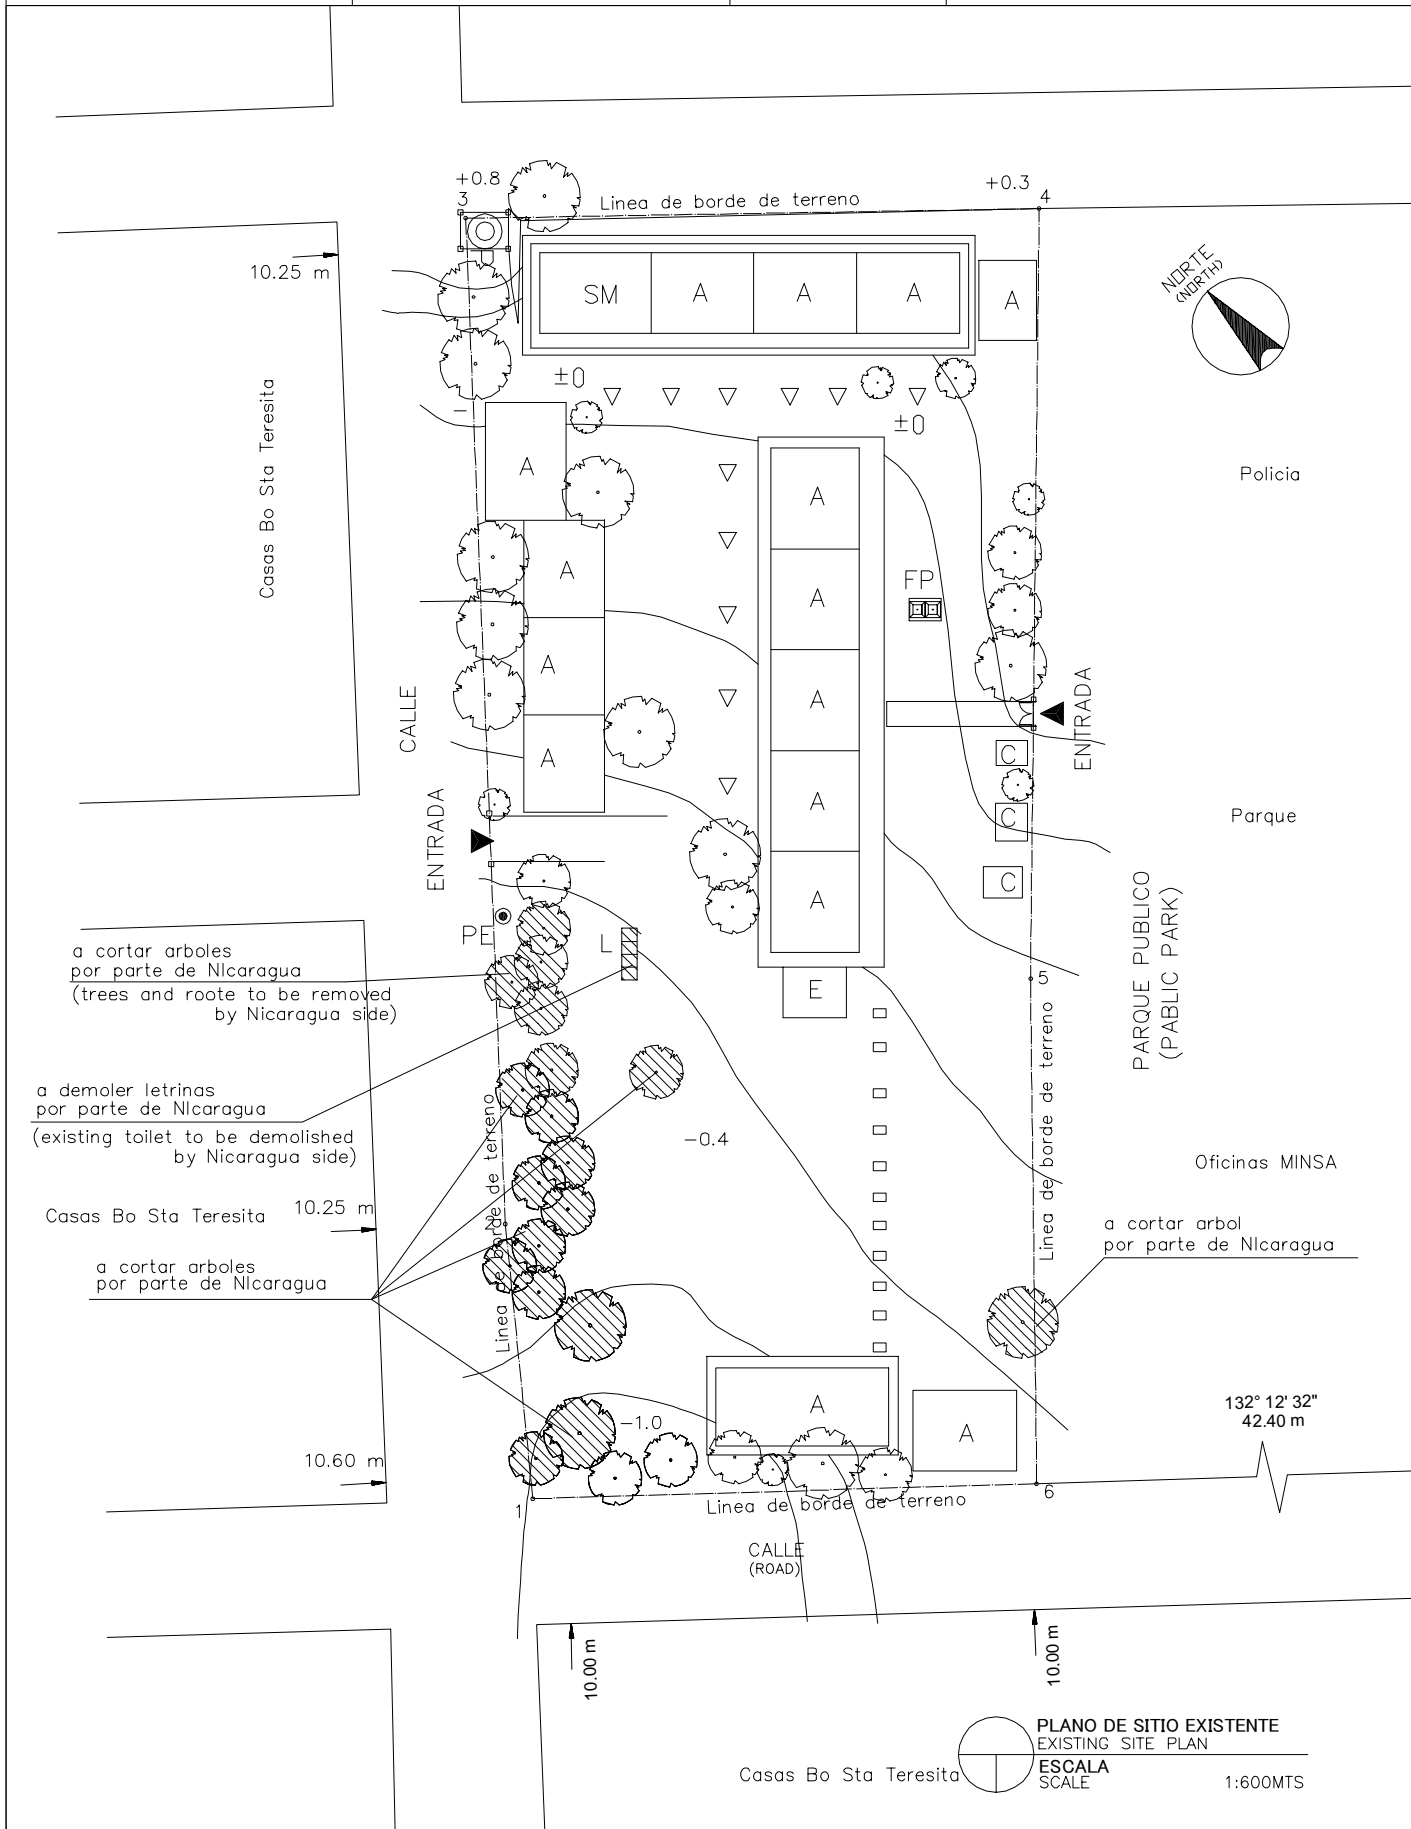 +0.8
3
Linea de borde de terreno
+0.3
4
10.25 m
NORTE
(NORTH)
SM
A
A
A
A
±0
±0
Casas Bo Sta Teresita
A
A
Policia
A
A
FP
A
A
CALLE
A
ENTRADA
A
C
ENTRADA
A
C
Parque
C
A
PE
L
a cortar arboles
por parte de NIcaragua
(trees and roote to be removed
by Nicaragua side)
E
5
PARQUE PUBLICO
(PABLIC PARK)
a demoler letrinas
por parte de NIcaragua
(existing toilet to be demolished
by Nicaragua side)
-0.4
Linea de borde de terreno
Linea de borde de terreno
Oficinas MINSA
10.25 m
Casas Bo Sta Teresita
2
a cortar arbol
por parte de NIcaragua
a cortar arboles
por parte de NIcaragua
132° 12' 32"
42.40 m
A
-1.0
A
10.60 m
1
Linea de borde de terreno
6
CALLE
(ROAD)
10.00 m
10.00 m
PLANO DE SITIO EXISTENTE
EXISTING SITE PLAN
Casas Bo Sta Teresita
ESCALA
SCALE
1:600MTS